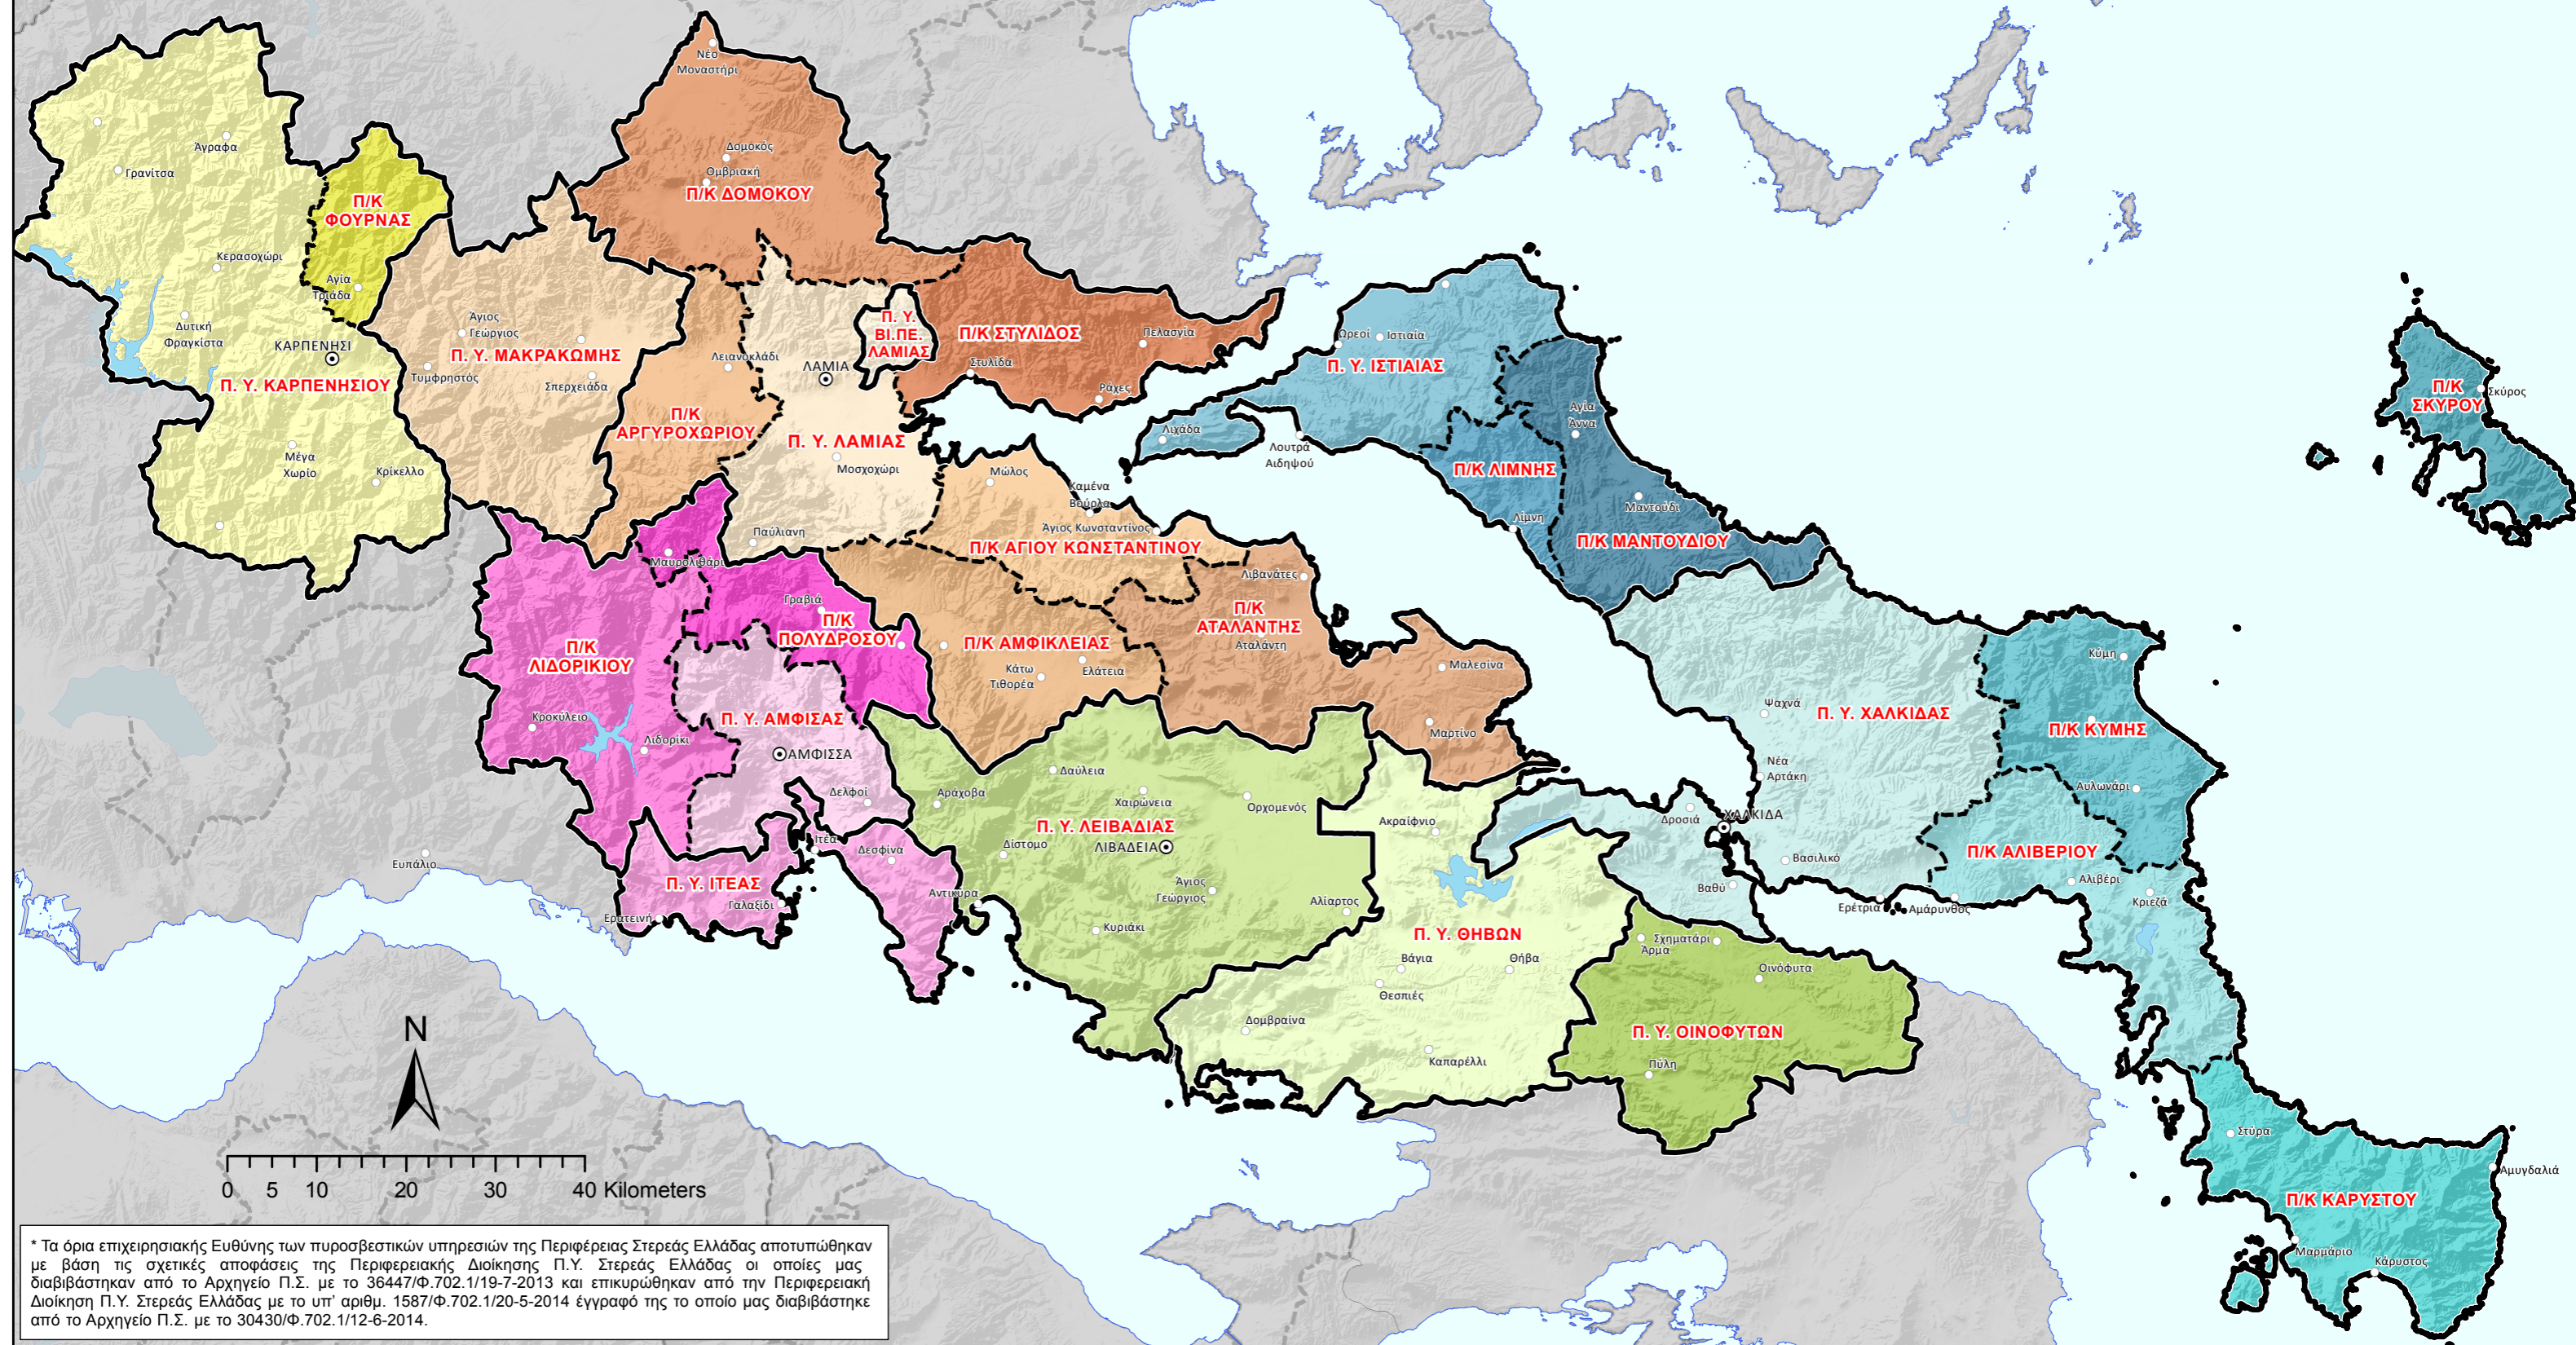 Νέο
Μοναστήρι
Δομοκός
Ομβριακή
Π/Κ ΔΟΜΟΚΟΥ
Άγραφα
Γρανίτσα
Π/Κ
ΦΟΥΡΝΑΣ
Κερασοχώρι
Αγία
Τριάδα
Δυτική
Φραγκίστα
ΚΑΡΠΕΝΗΣΙ
Π. Υ. ΚΑΡΠΕΝΗΣΙΟΥ
Μέγα
Χωριό
Κρίκελλο
Άγιος
Γεώργιος
Π. Υ. ΜΑΚΡΑΚΩΜΗΣ
Τυμφρηστός
Σπερχειάδα
Λειανοκλάδι
Π/Κ
ΑΡΓΥΡΟΧΩΡΙΟΥ
ΛΑΜΙΑ
Π. Υ. ΛΑΜΙΑΣ
Μοσχοχώρι
Παύλιανη
Π. Υ.
ΒΙ.ΠΕ.
ΛΑΜΙΑΣ
Π/Κ ΣΤΥΛΙΔΟΣ
Πελασγία
Στυλίδα
Ράχες
Ωρεοί
Ιστιαία
Π. Υ. ΙΣΤΙΑΙΑΣ
Λιχάδα
Λουτρά
Αιδηψού
Αγία
Άννα
Π/Κ ΛΙΜΝΗΣ
Λίμνη
Μαντούδι
Π/Κ ΜΑΝΤΟΥΔΙΟΥ
Π/Κ
ΣΚΥΡΟΥ
Σκύρος
Μώλος
Καμένα
Βούρλα
Άγιος Κωνσταντίνος
Π/Κ ΑΓΙΟΥ ΚΩΝΣΤΑΝΤΙΝΟΥ
Λιβανάτες
Π/Κ
ΑΤΑΛΑΝΤΗΣ
Αταλάντη
Μαλεσίνα
Μαρτίνο
Μαυρολιθάρι
Γραβιά
Π/Κ
ΠΟΛΥΔΡΟΣΟΥ
Π/Κ ΑΜΦΙΚΛΕΙΑΣ
Κάτω
Τιθορέα
Ελάτεια
Π/Κ
ΛΙΔΟΡΙΚΙΟΥ
Κροκύλειο
Λιδορίκι
Π. Υ. ΑΜΦΙΣΑΣ
ΑΜΦΙΣΣΑ
Δελφοί
Ιτέα
Δεσφίνα
Π. Υ. ΙΤΕΑΣ
Γαλαξίδι
Ερατεινή
Ευπάλιο
Αντίκυρα
Δαύλεια
Αράχοβα
Χαιρώνεια
Ορχομενός
Π. Υ. ΛΕΙΒΑΔΙΑΣ
Δίστομο
ΛΙΒΑΔΕΙΑ
Άγιος
Γεώργιος
Αλίαρτος
Κυριάκι
Ακραίφνιο
Π. Υ. ΘΗΒΩΝ
Βάγια
Θήβα
Θεσπιές
Δομβραίνα
Καπαρέλλι
Σχηματάρι
Άρμα
Οινόφυτα
Π. Υ. ΟΙΝΟΦΥΤΩΝ
Πύλη
Ψαχνά
Π. Υ. ΧΑΛΚΙΔΑΣ
Νέα
Αρτάκη
Δροσιά
ΧΑΛΚΙΔΑ
Βασιλικό
Βαθύ
Ερέτρια
Αμάρυνθος
Κύμη
Π/Κ ΚΥΜΗΣ
Αυλωνάρι
Π/Κ ΑΛΙΒΕΡΙΟΥ
Αλιβέρι
Κριεζά
Στύρα
Αμυγδαλιά
Π/Κ ΚΑΡΥΣΤΟΥ
Μαρμάριο
Κάρυστος
N
0 5 10 20 30 40 Kilometers
* Τα όρια επιχειρησιακής Ευθύνης των πυροσβεστικών υπηρεσιών της Περιφέρειας Στερεάς Ελλάδας αποτυπώθηκαν
με βάση τις σχετικές αποφάσεις της Περιφερειακής Διοίκησης Π.Υ. Στερεάς Ελλάδας οι οποίες μας
διαβιβάστηκαν από το Αρχηγείο Π.Σ. με το 36447/Φ.702.1/19-7-2013 και επικυρώθηκαν από την Περιφερειακή
Διοίκηση Π.Υ. Στερεάς Ελλάδας με το υπ' αριθμ. 1587/Φ.702.1/20-5-2014 έγγραφό της το οποίο μας διαβιβάστηκε
από το Αρχηγείο Π.Σ. με το 30430/Φ.702.1/12-6-2014.